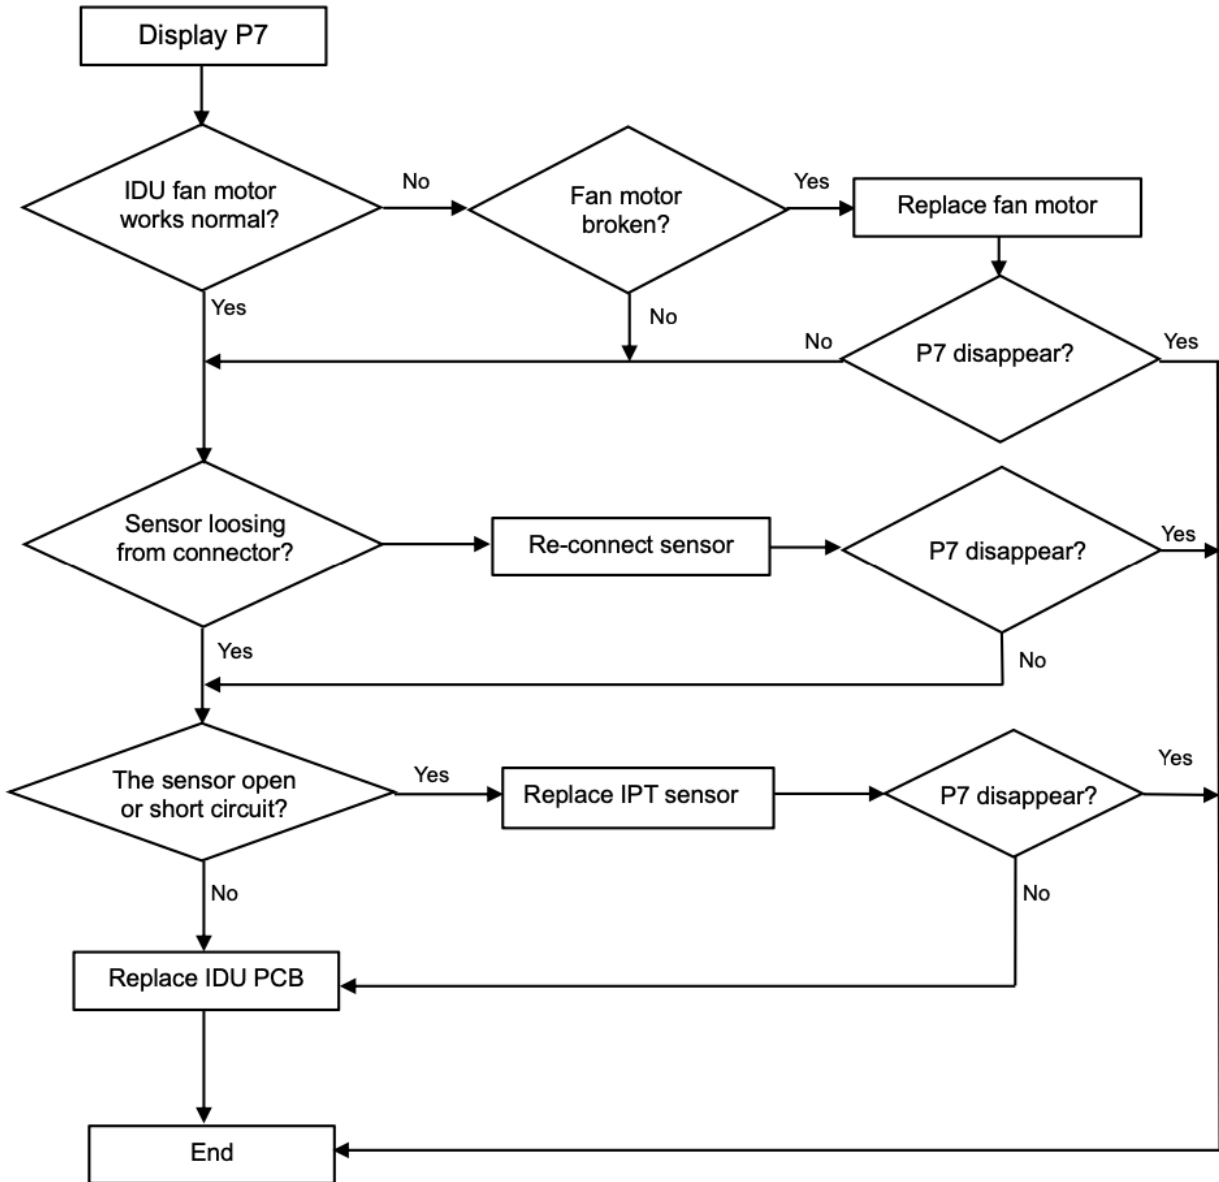 Display P7
IDU fan motor
works normal?
No
Fan motor
broken?
Yes
Replace fan motor
Yes
No
No
P7 disappear?
Yes
Sensor loosing
from connector?
Re-connect sensor
P7 disappear?
Yes
Yes
No
The sensor open
or short circuit?
Yes
Replace IPT sensor
P7 disappear?
Yes
No
No
Replace IDU PCB
End